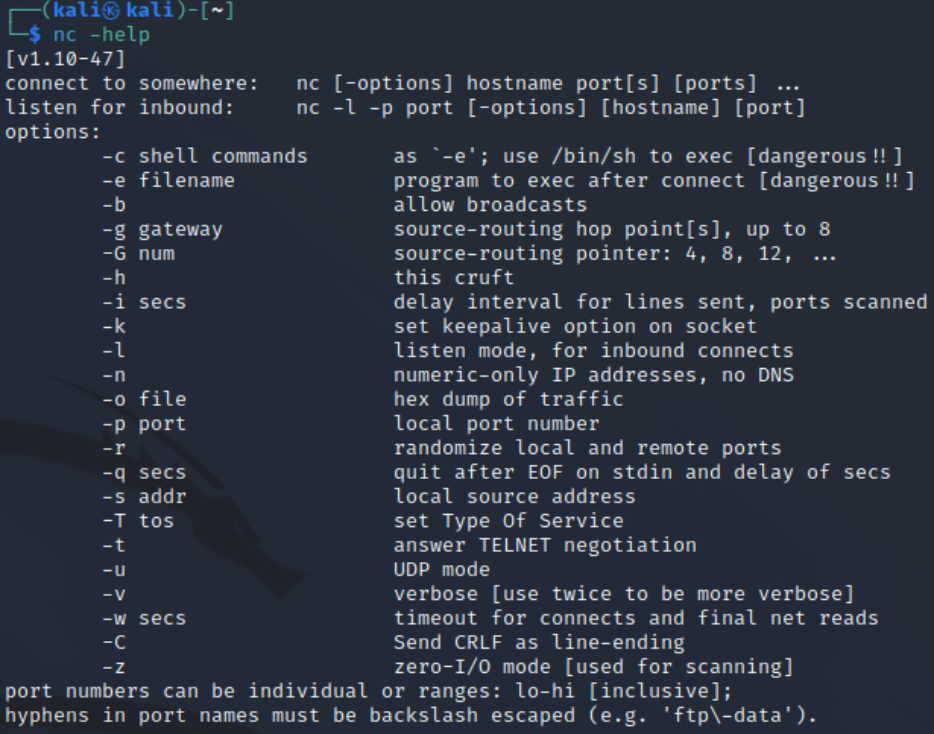 ┌──(kali㉿kali)-[~]
└─$ nc -help
[v1.10-47]
connect to somewhere:   nc [-options] hostname port[s] [ports] ...
listen for inbound:     nc -l -p port [-options] [hostname] [port]
options:
        -c shell commands       as `-e'; use /bin/sh to exec [dangerous!!]
        -e filename             program to exec after connect [dangerous!!]
        -b                      allow broadcasts
        -g gateway              source-routing hop point[s], up to 8
        -G num                  source-routing pointer: 4, 8, 12, ...
        -h                      this cruft
        -i secs                 delay interval for lines sent, ports scanned
        -k                      set keepalive option on socket
        -l                      listen mode, for inbound connects
        -n                      numeric-only IP addresses, no DNS
        -o file                 hex dump of traffic
        -p port                 local port number
        -r                      randomize local and remote ports
        -q secs                 quit after EOF on stdin and delay of secs
        -s addr                 local source address
        -T tos                  set Type Of Service
        -t                      answer TELNET negotiation
        -u                      UDP mode
        -v                      verbose [use twice to be more verbose]
        -w secs                 timeout for connects and final net reads
        -C                      Send CRLF as line-ending
        -z                      zero-I/O mode [used for scanning]
port numbers can be individual or ranges: lo-hi [inclusive];
hyphens in port names must be backslash escaped (e.g. 'ftp\-data').